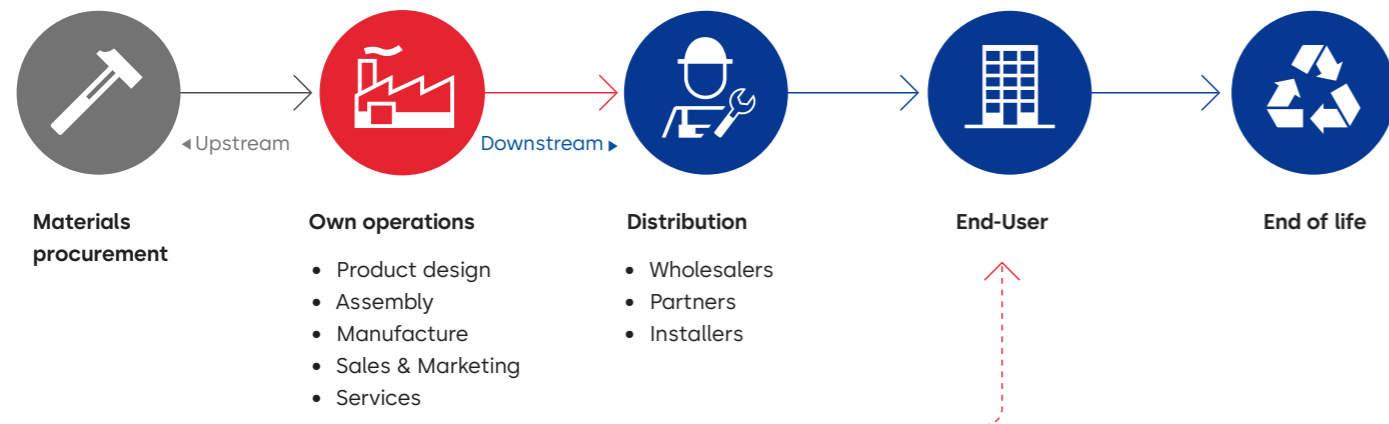 Upstream
Downstream
Materials
procurement
Own operations
• Product design
• Assembly
• Manufacture
• Sales & Marketing
• Services
Distribution
• Wholesalers
• Partners
• Installers
End-User
End of life